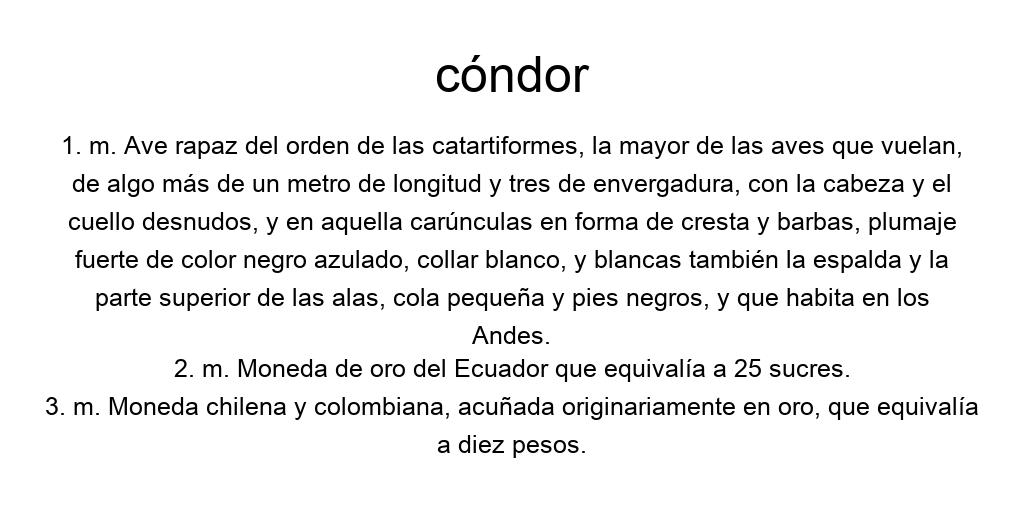 cóndor
1. m. Ave rapaz del orden de las catartiformes, la mayor de las aves que vuelan,
de algo más de un metro de longitud y tres de envergadura, con la cabeza y el
cuello desnudos, y en aquella carúnculas en forma de cresta y barbas, plumaje
fuerte de color negro azulado, collar blanco, y blancas también la espalda y la
parte superior de las alas, cola pequeña y pies negros, y que habita en los
Andes.
2. m. Moneda de oro del Ecuador que equivalía a 25 sucres.
3. m. Moneda chilena y colombiana, acuñada originariamente en oro, que equivalía
a diez pesos.